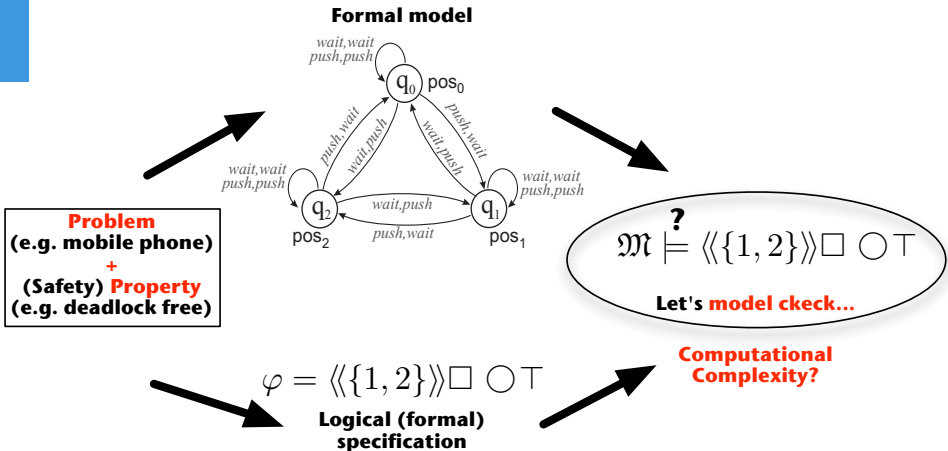 Formal model
wait,wait
push,push
q₀ pos₀
push,wait
wait,push
wait,push
push,wait
wait,wait
push,push
q₂
pos₂
wait,push
push,wait
q₁
pos₁
wait,wait
push,push
Problem
(e.g. mobile phone)
+
(Safety) Property
(e.g. deadlock free)
?
𝔐 ⊨ ⟪{1, 2}⟫□ ○⊤
Let's model ckeck...
Computational
Complexity?
φ = ⟪{1, 2}⟫□ ○⊤
Logical (formal)
specification